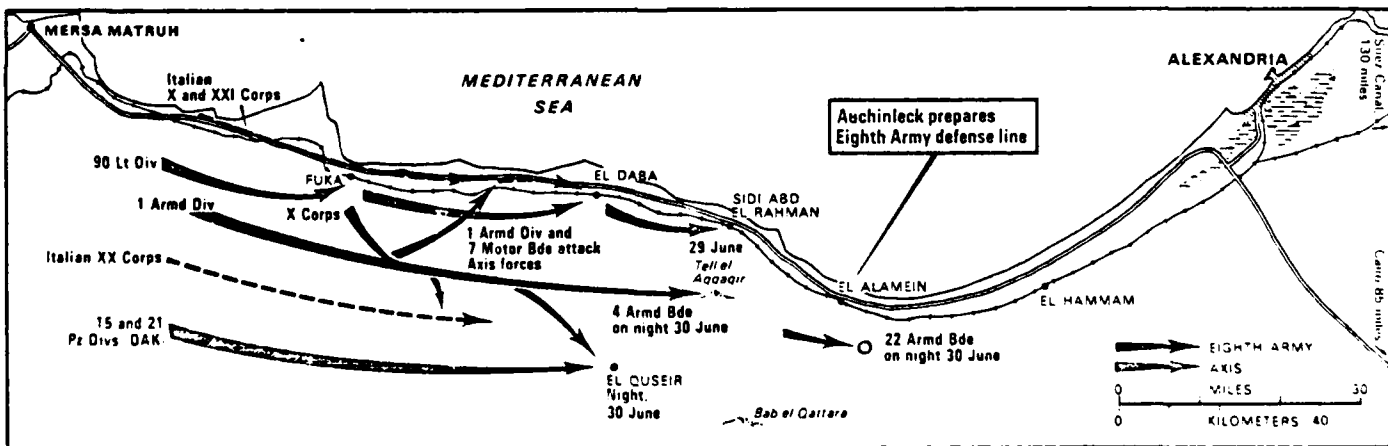 MERSA MATRUH
Italian
X and XXI Corps
MEDITERRANEAN
SEA
ALEXANDRIA
Suez Canal,
130 miles
Auchinleck prepares
Eighth Army defense line
90 Lt Div
FUKA
EL DABA
SIDI ABD
EL RAHMAN
1 Armd Div
X Corps
1 Armd Div and
7 Motor Bde attack
Axis forces
29 June
Tell el
Aqqaqir
Italian XX Corps
EL ALAMEIN
EL HAMMAM
Cairo 85 miles
4 Armd Bde
on night 30 June
22 Armd Bde
on night 30 June
15 and 21
Pz Divs DAK
EL QUSEIR
Night,
30 June
Bab el Qattara
EIGHTH ARMY
AXIS
0 MILES 30
0 KILOMETERS 40